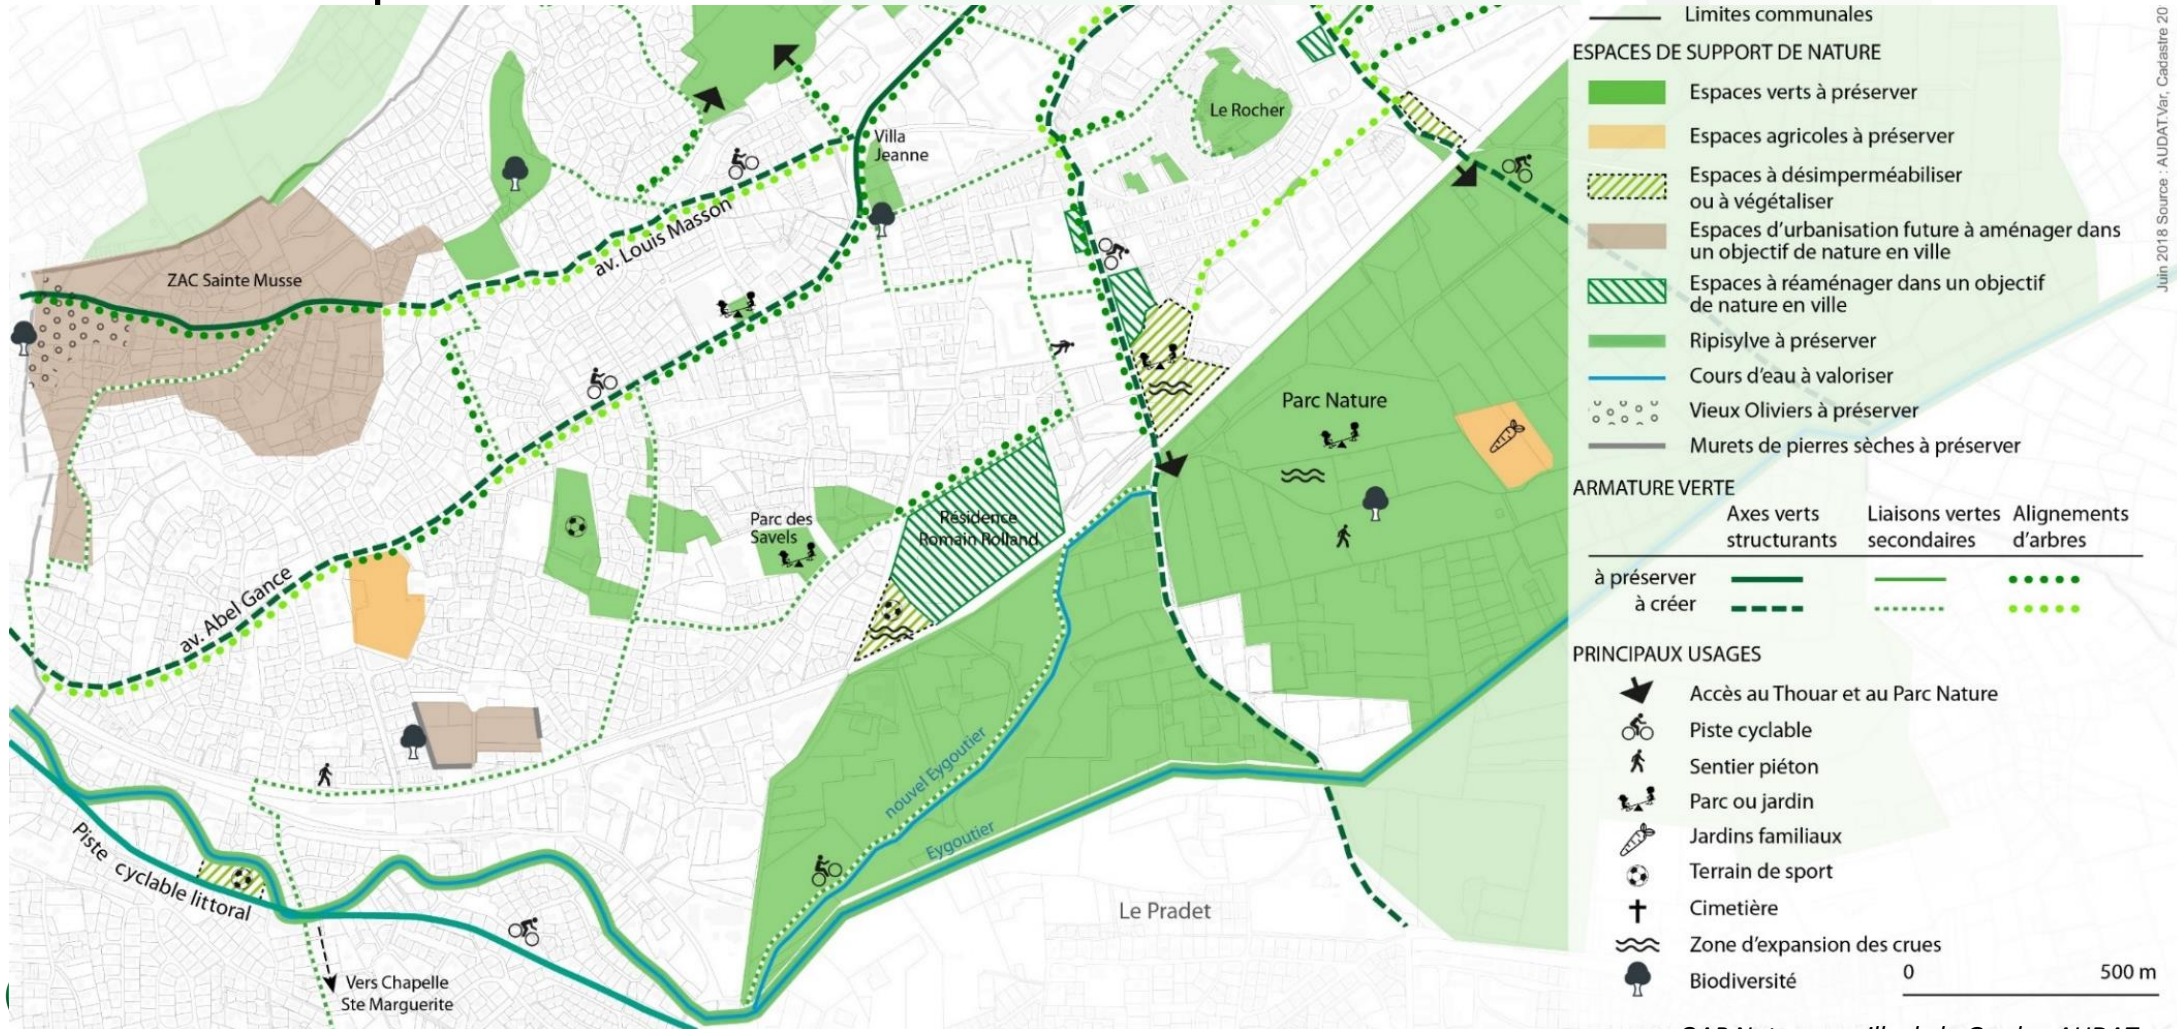 Le Rocher
Villa
Jeanne
av. Louis Masson
ZAC Sainte Musse
Parc Nature
Parc des
Savels
Résidence
Romain Rolland
av. Abel Gance
nouvel Eygoutier
Eygoutier
Piste cyclable littoral
Le Pradet
Vers Chapelle
Ste Marguerite
Limites communales
ESPACES DE SUPPORT DE NATURE
Espaces verts à préserver
Espaces agricoles à préserver
Espaces à désimperméabiliser
ou à végétaliser
Espaces d'urbanisation future à aménager dans
un objectif de nature en ville
Espaces à réaménager dans un objectif
de nature en ville
Ripisylve à préserver
Cours d'eau à valoriser
Vieux Oliviers à préserver
Murets de pierres sèches à préserver
ARMATURE VERTE
Axes verts
structurants
Liaisons vertes
secondaires
Alignements
d'arbres
à préserver
à créer
PRINCIPAUX USAGES
Accès au Thouar et au Parc Nature
Piste cyclable
Sentier piéton
Parc ou jardin
Jardins familiaux
Terrain de sport
Cimetière
Zone d'expansion des crues
Biodiversité
0 500 m
Juin 2018 Source : AUDAT Var, Cadastre 20